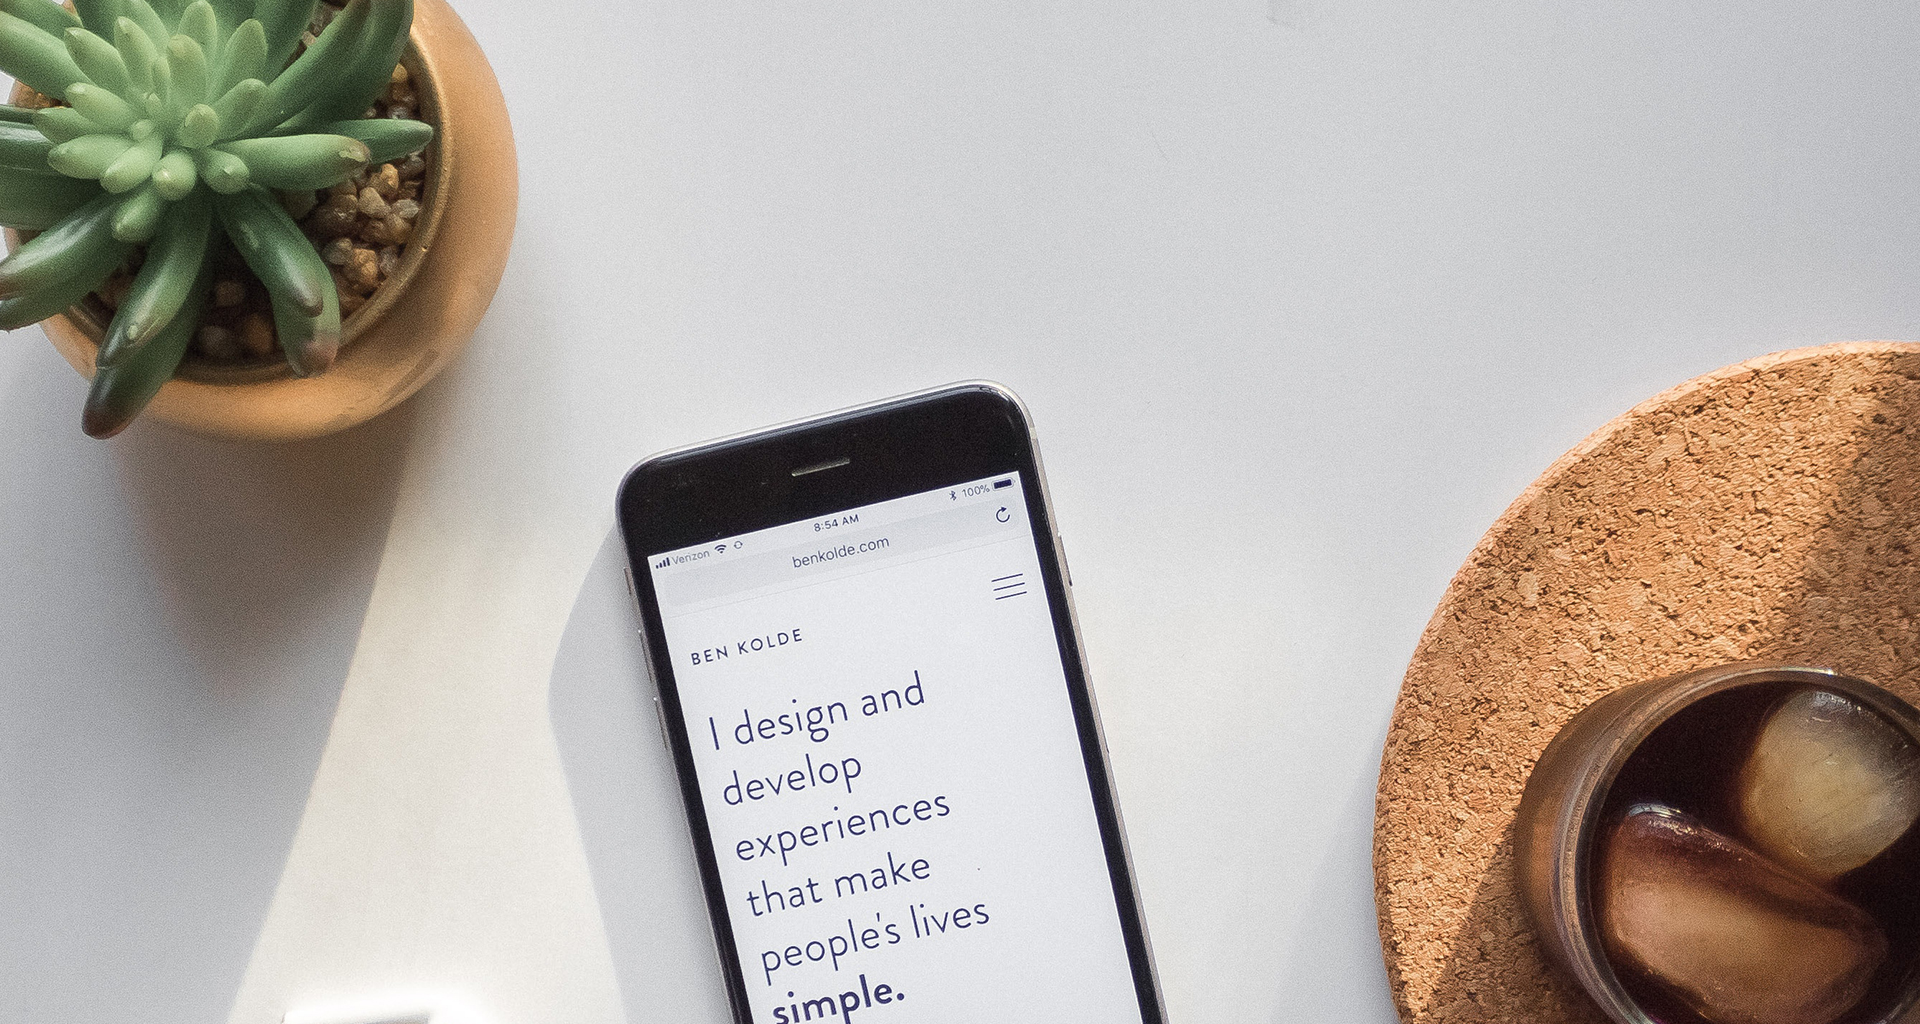 Verizon 8:54 AM 100%
benkolde.com
BEN KOLDE
I design and
develop
experiences
that make
people's lives
simple.